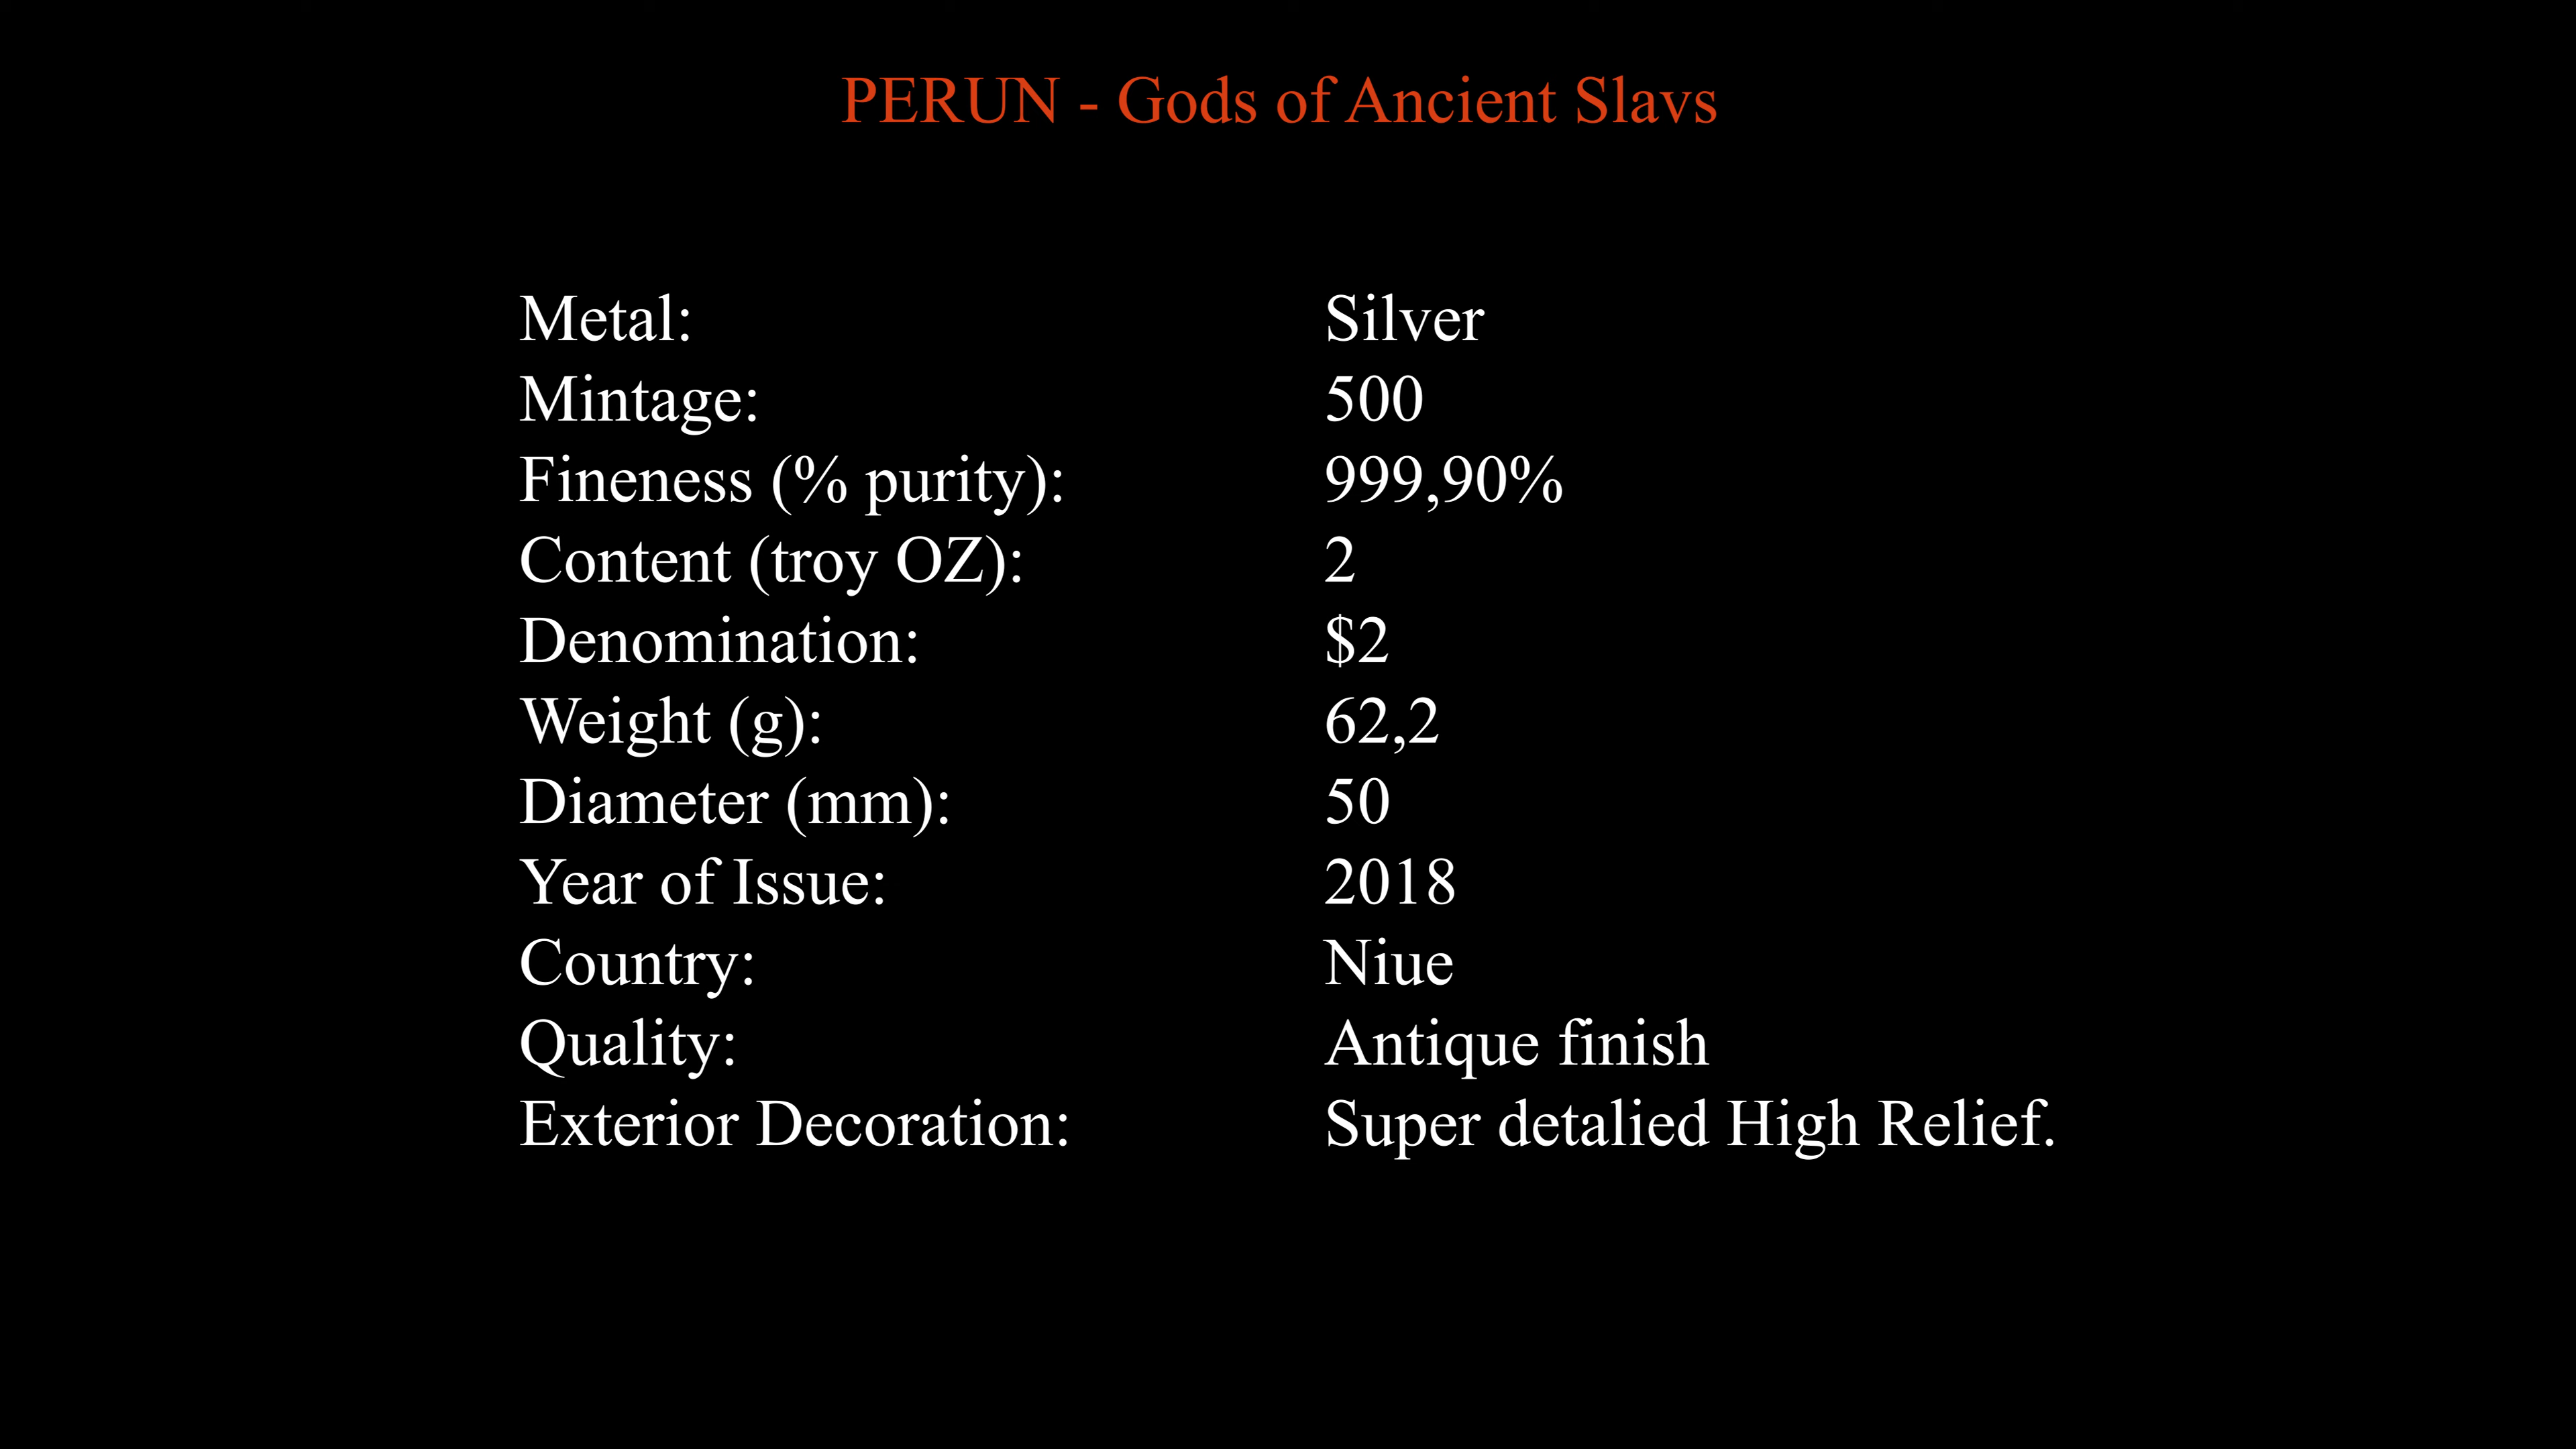 PERUN - Gods of Ancient Slavs
Metal: Silver
Mintage: 500
Fineness (% purity): 999,90%
Content (troy OZ): 2
Denomination: $2
Weight (g): 62,2
Diameter (mm): 50
Year of Issue: 2018
Country: Niue
Quality: Antique finish
Exterior Decoration: Super detalied High Relief.